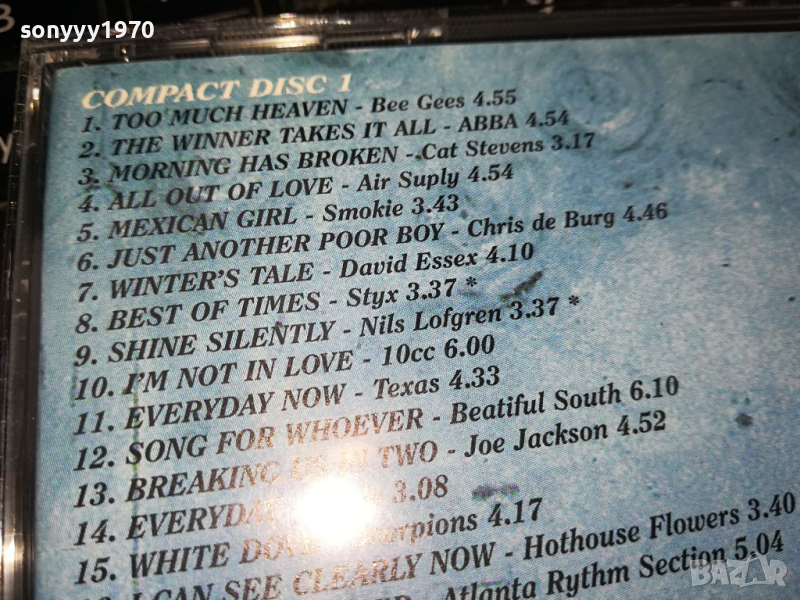 sonyyy1970
COMPACT DISC 1
1. TOO MUCH HEAVEN - Bee Gees 4.55
2. THE WINNER TAKES IT ALL - ABBA 4.54
3. MORNING HAS BROKEN - Cat Stevens 3.17
4. ALL OUT OF LOVE - Air Suply 4.54
5. MEXICAN GIRL - Smokie 3.43
6. JUST ANOTHER POOR BOY - Chris de Burg 4.46
7. WINTER'S TALE - David Essex 4.10
8. BEST OF TIMES - Styx 3.37 *
9. SHINE SILENTLY - Nils Lofgren 3.37 *
10. I'M NOT IN LOVE - 10cc 6.00
11. EVERYDAY NOW - Texas 4.33
12. SONG FOR WHOEVER - Beatiful South 6.10
13. BREAKING US IN TWO - Joe Jackson 4.52
14. EVERYDAY 3.08
15. WHITE DOVE - Scorpions 4.17
I CAN SEE CLEARLY NOW - Hothouse Flowers 3.40
Atlanta Rythm Section 5.04
BAZAR